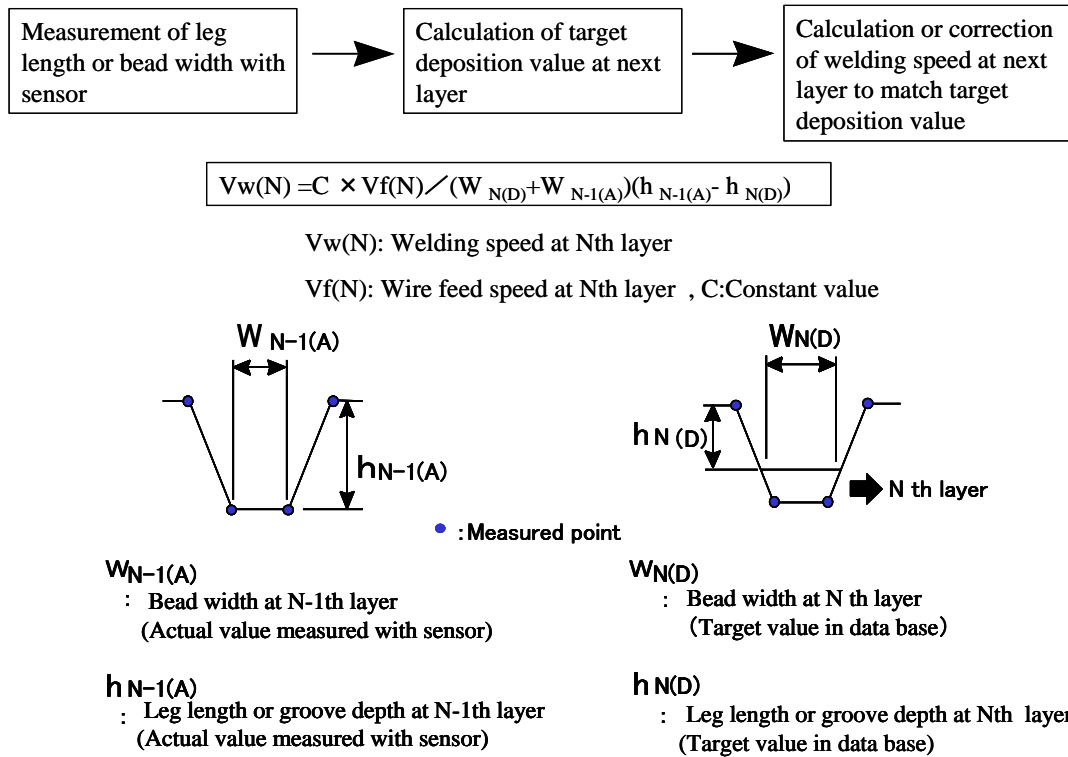 Measurement of leg
length or bead width with
sensor
Calculation of target
deposition value at next
layer
Calculation or correction
of welding speed at next
layer to match target
deposition value
Vw(N) =C ×Vf(N)／(W N(D)+W N-1(A))(h N-1(A)- h N(D))
Vw(N): Welding speed at Nth layer
Vf(N): Wire feed speed at Nth layer , C:Constant value
W N-1(A)
hN-1(A)
WN(D)
h N(D)
N th layer
: Measured point
WN-1(A)
: Bead width at N-1th layer
(Actual value measured with sensor)
h N-1(A)
: Leg length or groove depth at N-1th layer
(Actual value measured with sensor)
WN(D)
: Bead width at N th layer
(Target value in data base)
h N(D)
: Leg length or groove depth at Nth layer
(Target value in data base)